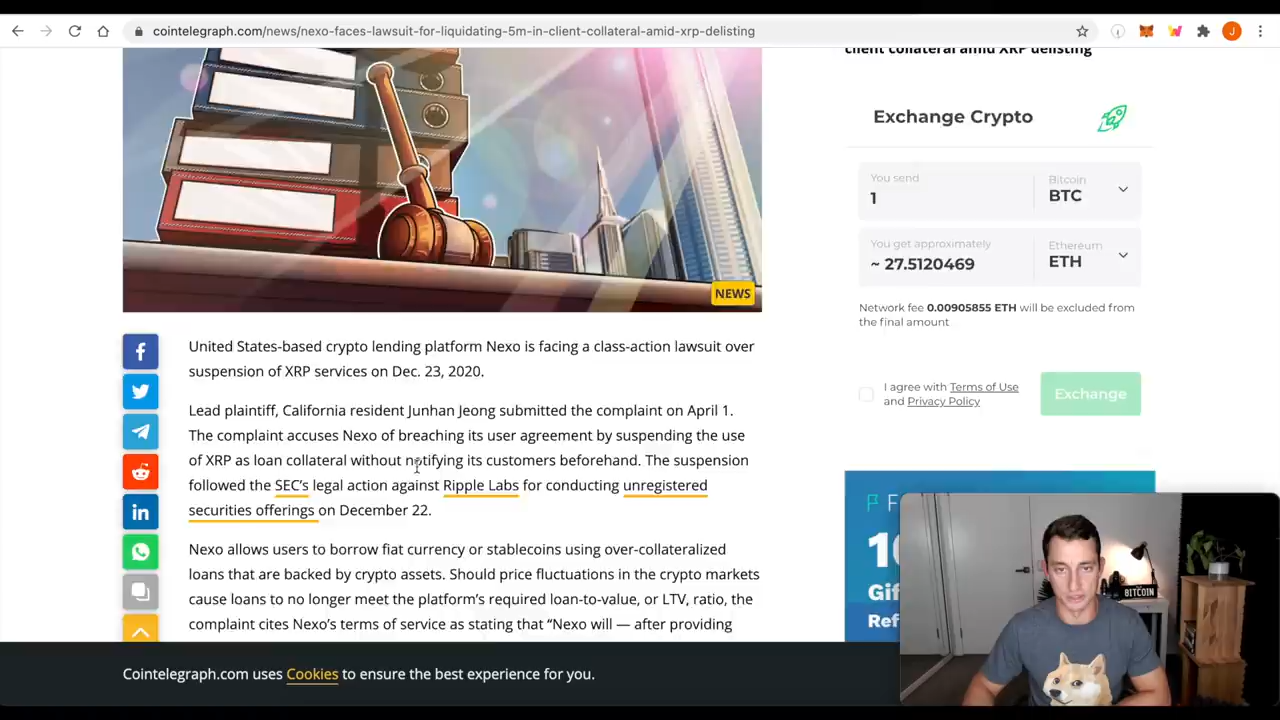 cointelegraph.com/news/nexo-faces-lawsuit-for-liquidating-5m-in-client-collateral-amid-xrp-delisting
J
client collateral amid XRP delisting
NEWS
United States-based crypto lending platform Nexo is facing a class-action lawsuit over
suspension of XRP services on Dec. 23, 2020.
Lead plaintiff, California resident Junhan Jeong submitted the complaint on April 1.
The complaint accuses Nexo of breaching its user agreement by suspending the use
of XRP as loan collateral without notifying its customers beforehand. The suspension
followed the SEC's legal action against Ripple Labs for conducting unregistered
securities offerings on December 22.
Nexo allows users to borrow fiat currency or stablecoins using over-collateralized
loans that are backed by crypto assets. Should price fluctuations in the crypto markets
cause loans to no longer meet the platform's required loan-to-value, or LTV, ratio, the
complaint cites Nexo's terms of service as stating that “Nexo will — after providing
Exchange Crypto
You send
1
Bitcoin
BTC
You get approximately
~ 27.5120469
Ethereum
ETH
Network fee 0.00905855 ETH will be excluded from
the final amount
I agree with Terms of Use
and Privacy Policy
Exchange
BITCOIN
Cointelegraph.com uses Cookies to ensure the best experience for you.